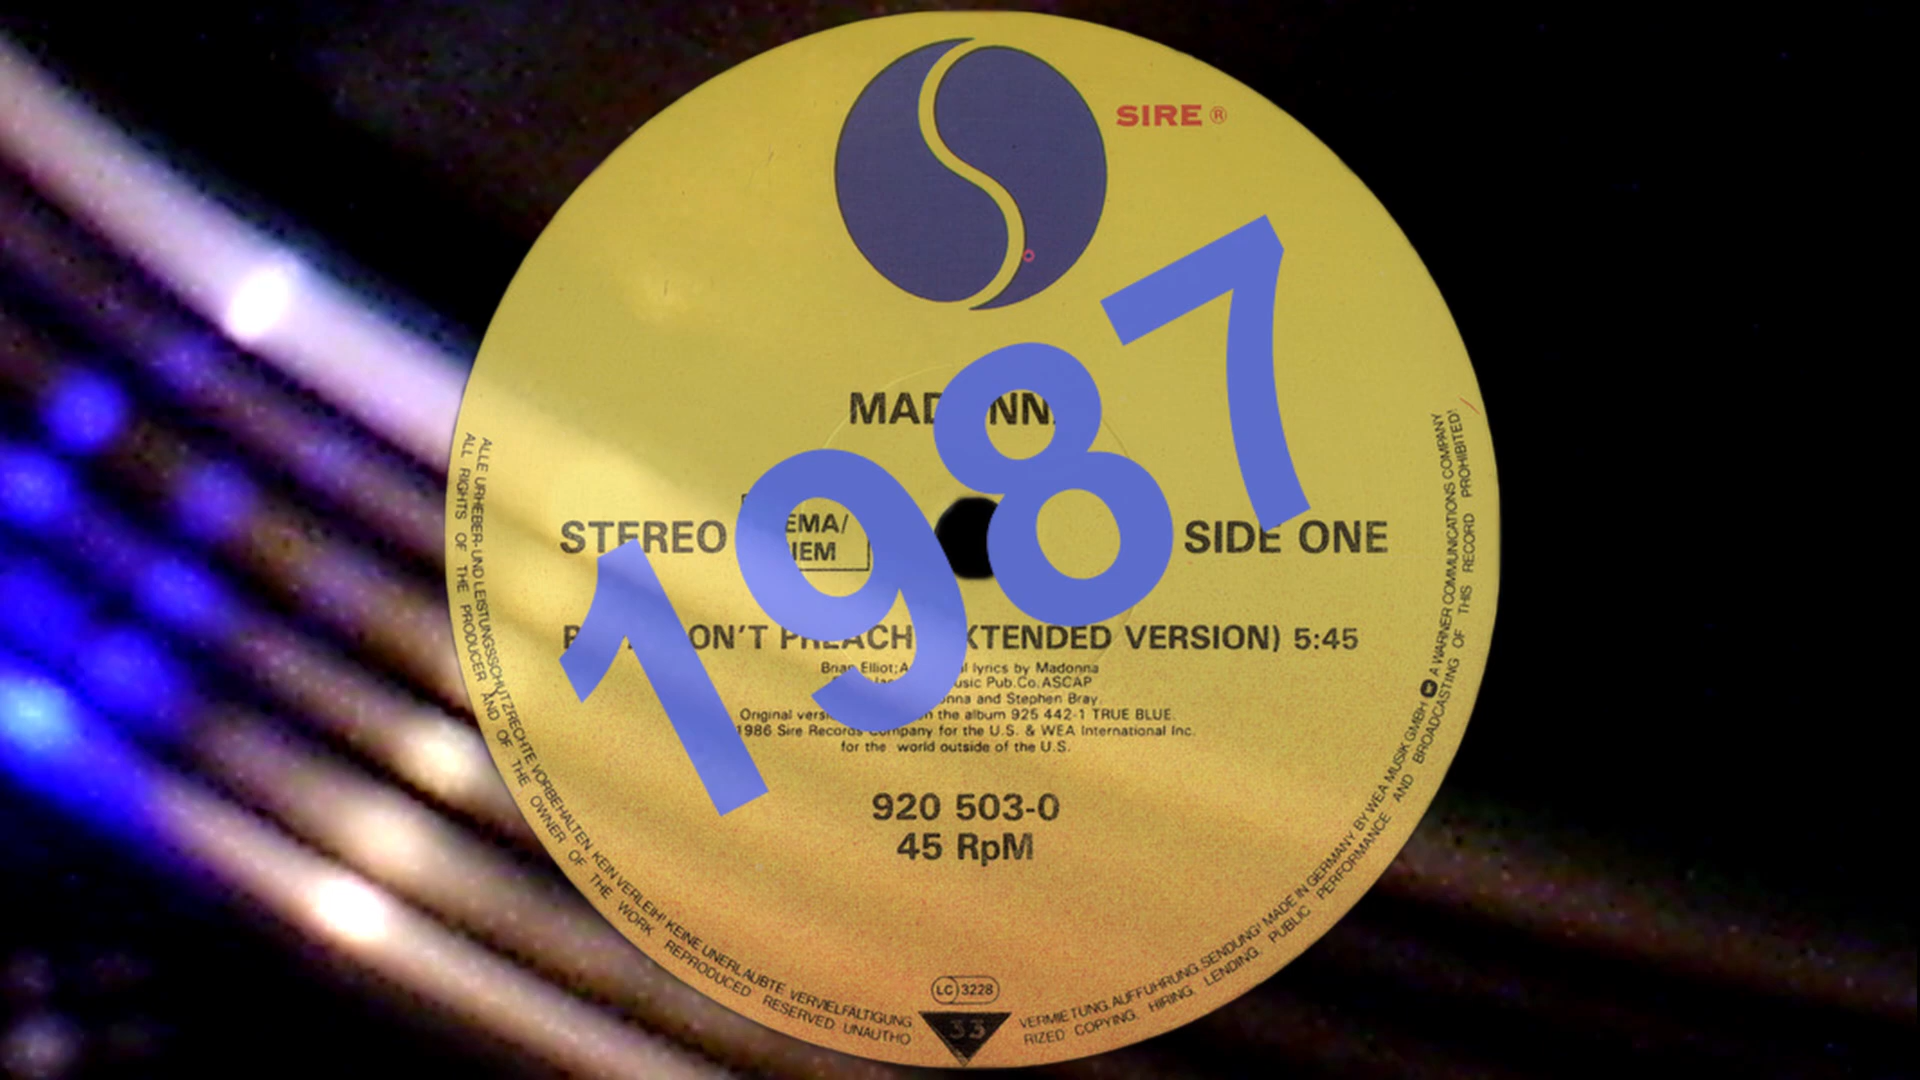 SIRE ®
MAD NN
1987
STEREO
EMA/
IEM
SIDE ONE
ON'T PREACH XTENDED VERSION) 5:45
Brian Elliot; A l lyrics by Madonna
usic Pub.Co.ASCAP
onna and Stephen Bray.
Original versi n the album 925 442-1 TRUE BLUE.
1986 Sire Records Company for the U.S. & WEA International Inc.
for the world outside of the U.S.
920 503-0
45 RpM
LC 3228
33
ALLE URHEBER- UND LEISTUNGSSCHUTZRECHTE VORBEHALTEN. KEIN VERLEIH! KEINE UNERLAUBTE VERVIELFÄLTIGUNG VERMIETUNG. AUFFÜHRUNG. SENDUNG! MADE IN GERMANY BY WEA MUSIK GMBH A WARNER COMMUNICATIONS COMPANY
ALL RIGHTS OF THE PRODUCER AND OF THE OWNER OF THE WORK REPRODUCED RESERVED UNAUTHO RIZED COPYING. HIRING. LENDING. PUBLIC PERFORMANCE AND BROADCASTING OF THIS RECORD PROHIBITED!